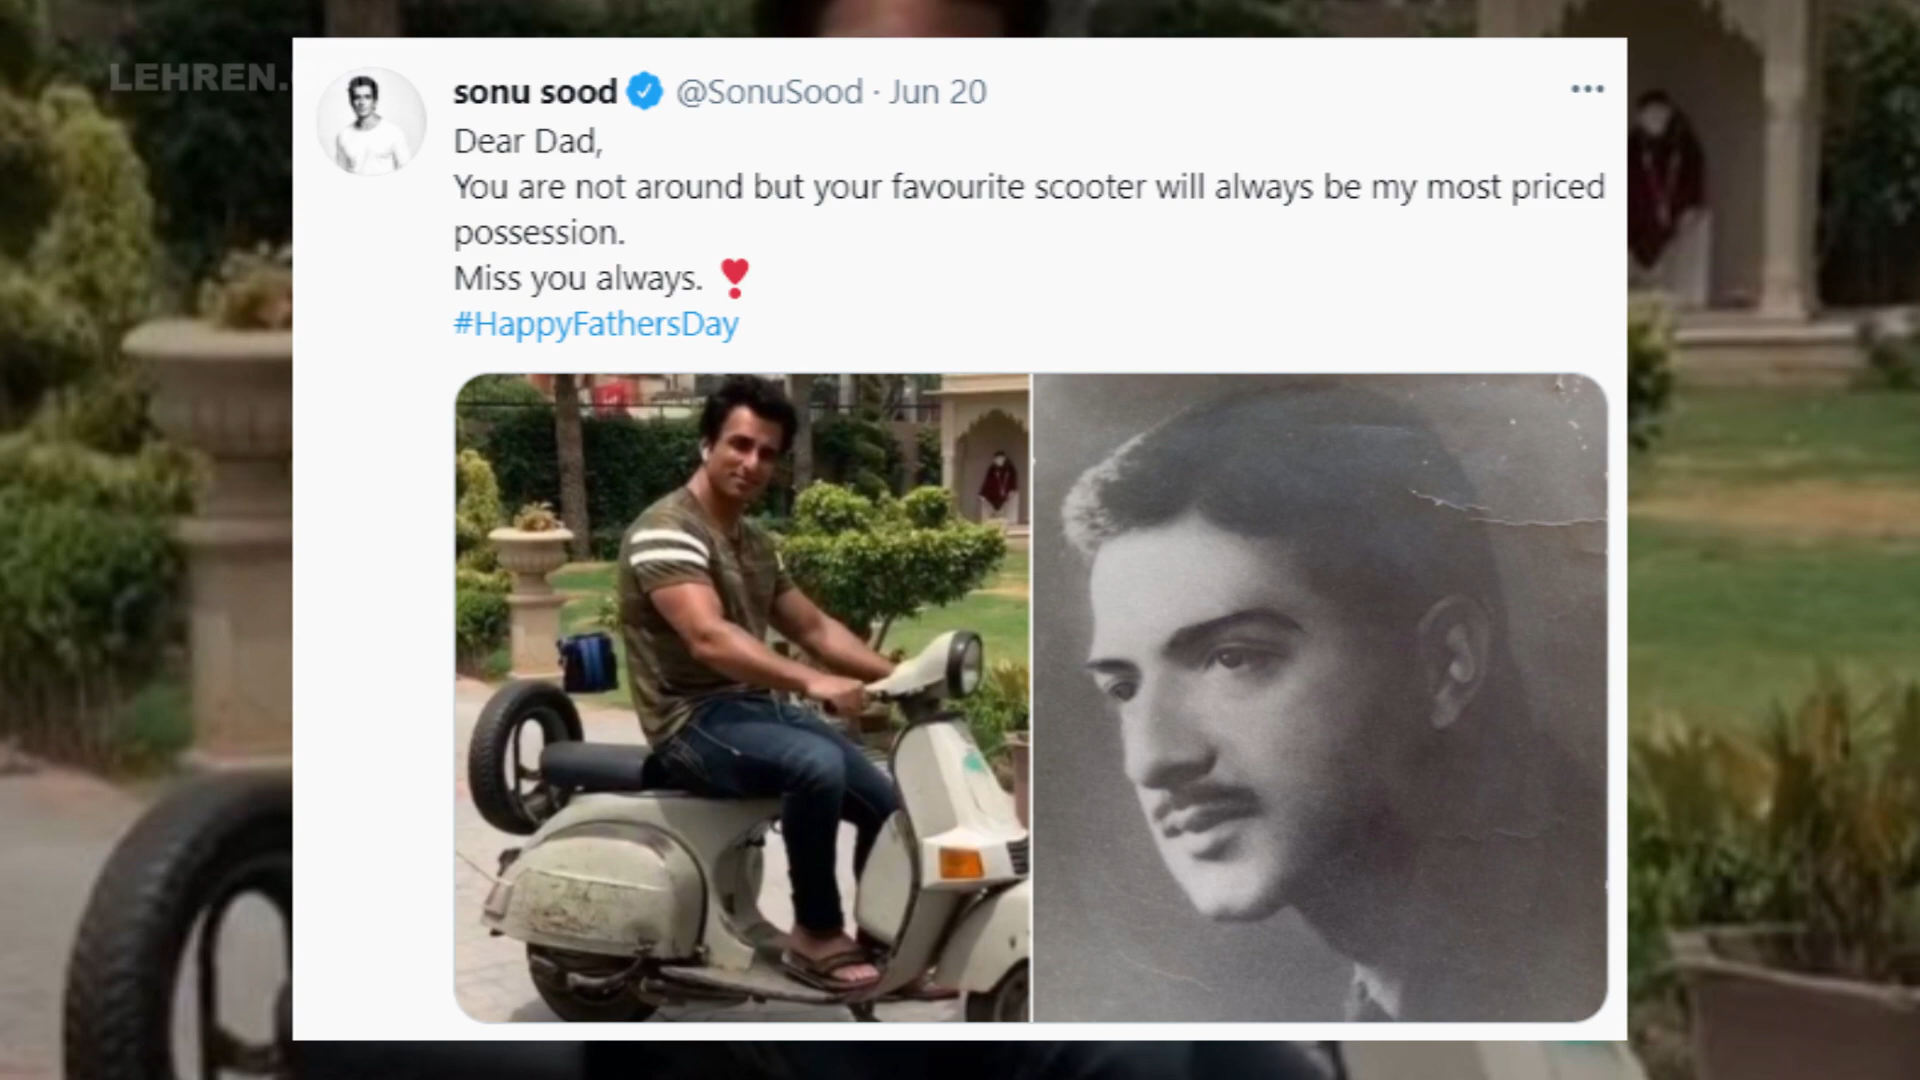 LEHREN.
sonu sood @SonuSood · Jun 20
Dear Dad,
You are not around but your favourite scooter will always be my most priced
possession.
Miss you always. ❣️
#HappyFathersDay